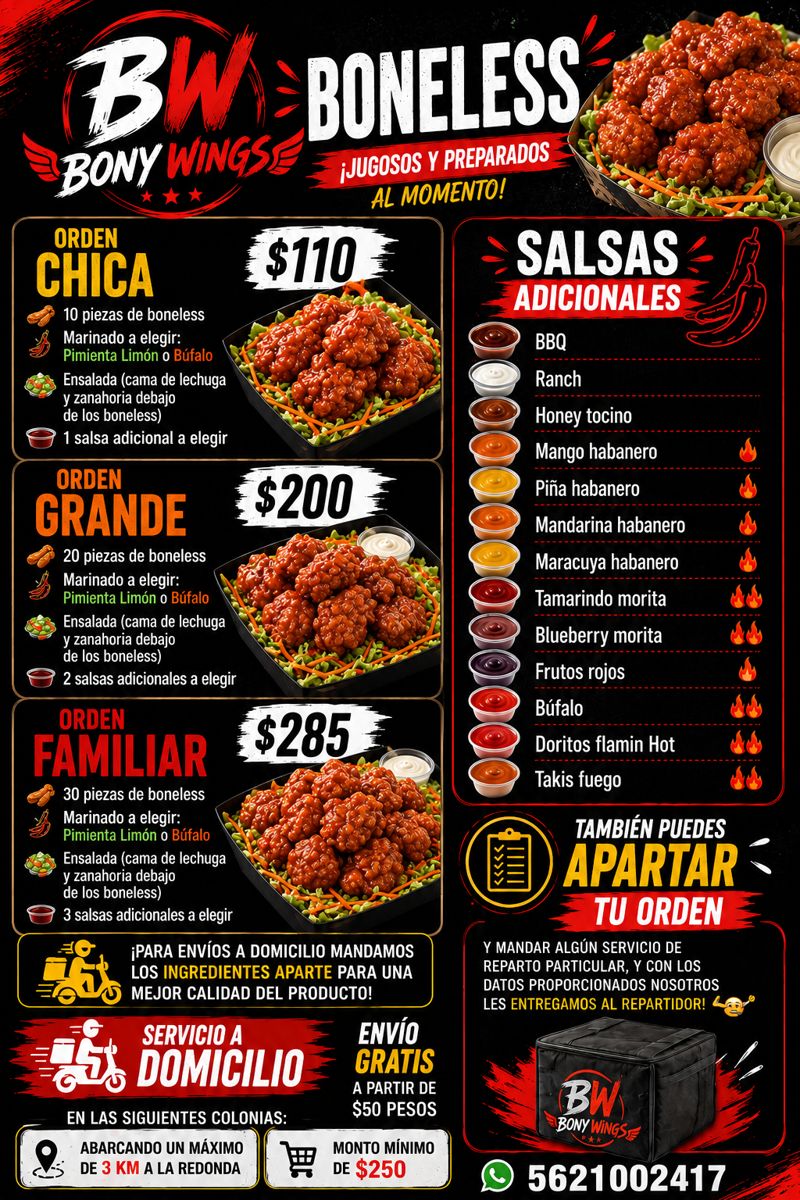 BW
BONY WINGS
BONELESS
¡JUGOSOS Y PREPARADOS
AL MOMENTO!
ORDEN
CHICA
$110
10 piezas de boneless
Marinado a elegir:
Pimienta Limón o Búfalo
Ensalada (cama de lechuga
y zanahoria debajo
de los boneless)
1 salsa adicional a elegir
ORDEN
GRANDE
$200
20 piezas de boneless
Marinado a elegir:
Pimienta Limón o Búfalo
Ensalada (cama de lechuga
y zanahoria debajo
de los boneless)
2 salsas adicionales a elegir
ORDEN
FAMILIAR
$285
30 piezas de boneless
Marinado a elegir:
Pimienta Limón o Búfalo
Ensalada (cama de lechuga
y zanahoria debajo
de los boneless)
3 salsas adicionales a elegir
SALSAS
ADICIONALES
BBQ
Ranch
Honey tocino
Mango habanero
Piña habanero
Mandarina habanero
Maracuya habanero
Tamarindo morita
Blueberry morita
Frutos rojos
Búfalo
Doritos flamin Hot
Takis fuego
¡PARA ENVÍOS A DOMICILIO MANDAMOS
LOS INGREDIENTES APARTE PARA UNA
MEJOR CALIDAD DEL PRODUCTO!
SERVICIO A
DOMICILIO
ENVÍO
GRATIS
A PARTIR DE
$50 PESOS
EN LAS SIGUIENTES COLONIAS:
ABARCANDO UN MÁXIMO
DE 3 KM A LA REDONDA
MONTO MÍNIMO
DE $250
TAMBIÉN PUEDES
APARTAR
TU ORDEN
Y MANDAR ALGÚN SERVICIO DE
REPARTO PARTICULAR, Y CON LOS
DATOS PROPORCIONADOS NOSOTROS
LES ENTREGAMOS AL REPARTIDOR!
BW
BONY WINGS
5621002417